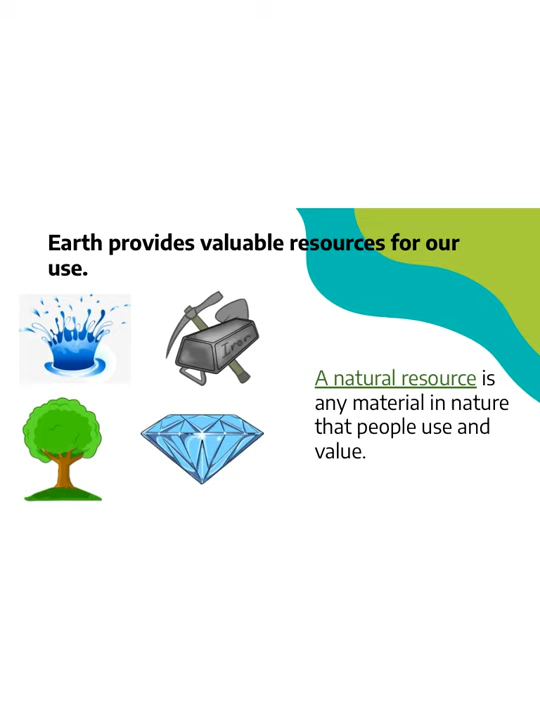 Earth provides valuable resources for our
use.
Iron
A natural resource is
any material in nature
that people use and
value.